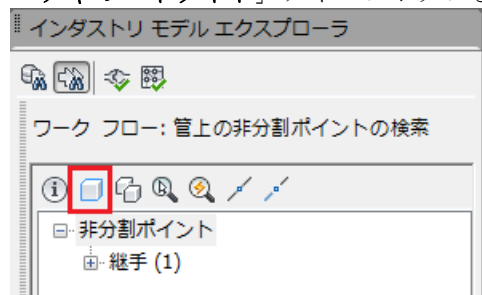 インダストリ モデル エクスプローラ
ワーク フロー: 管上の非分割ポイントの検索
非分割ポイント
継手 (1)